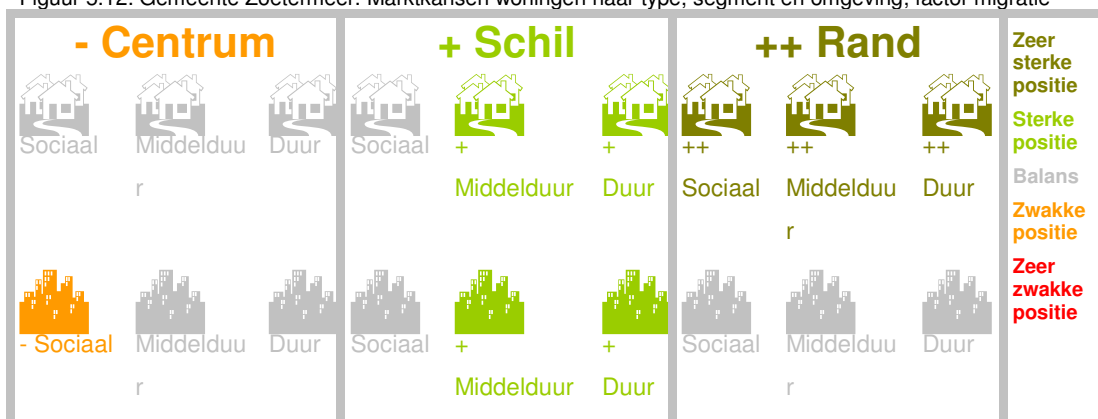 Figuur 3.12: Gemeente Zoetermeer: Marktkansen woningen naar type, segment en omgeving, factor migratie
- Centrum
Sociaal Middelduu Duur
r
- Sociaal Middelduu Duur
r
+ Schil
Sociaal + +
Middelduur Duur
Sociaal + +
Middelduur Duur
++ Rand
++ ++ ++
Sociaal Middelduu Duur
r
Sociaal Middelduu Duur
r
Zeer
sterke
positie
Sterke
positie
Balans
Zwakke
positie
Zeer
zwakke
positie